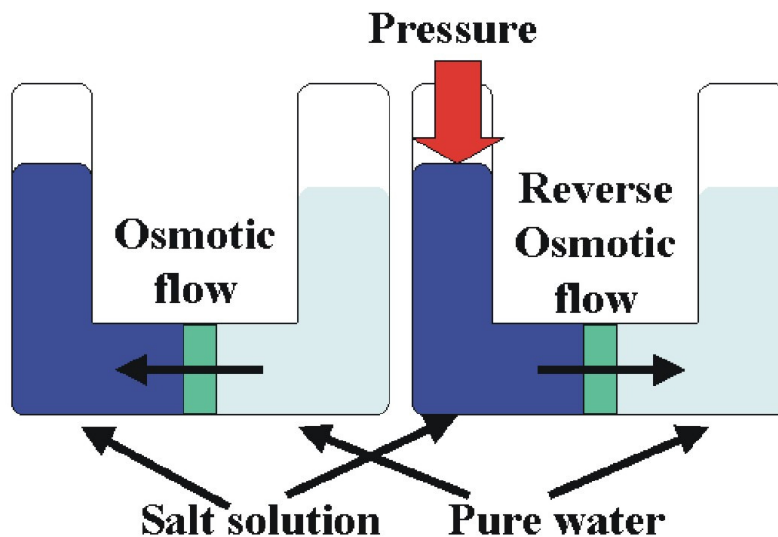 Pressure
Osmotic
flow
Reverse
Osmotic
flow
Salt solution
Pure water